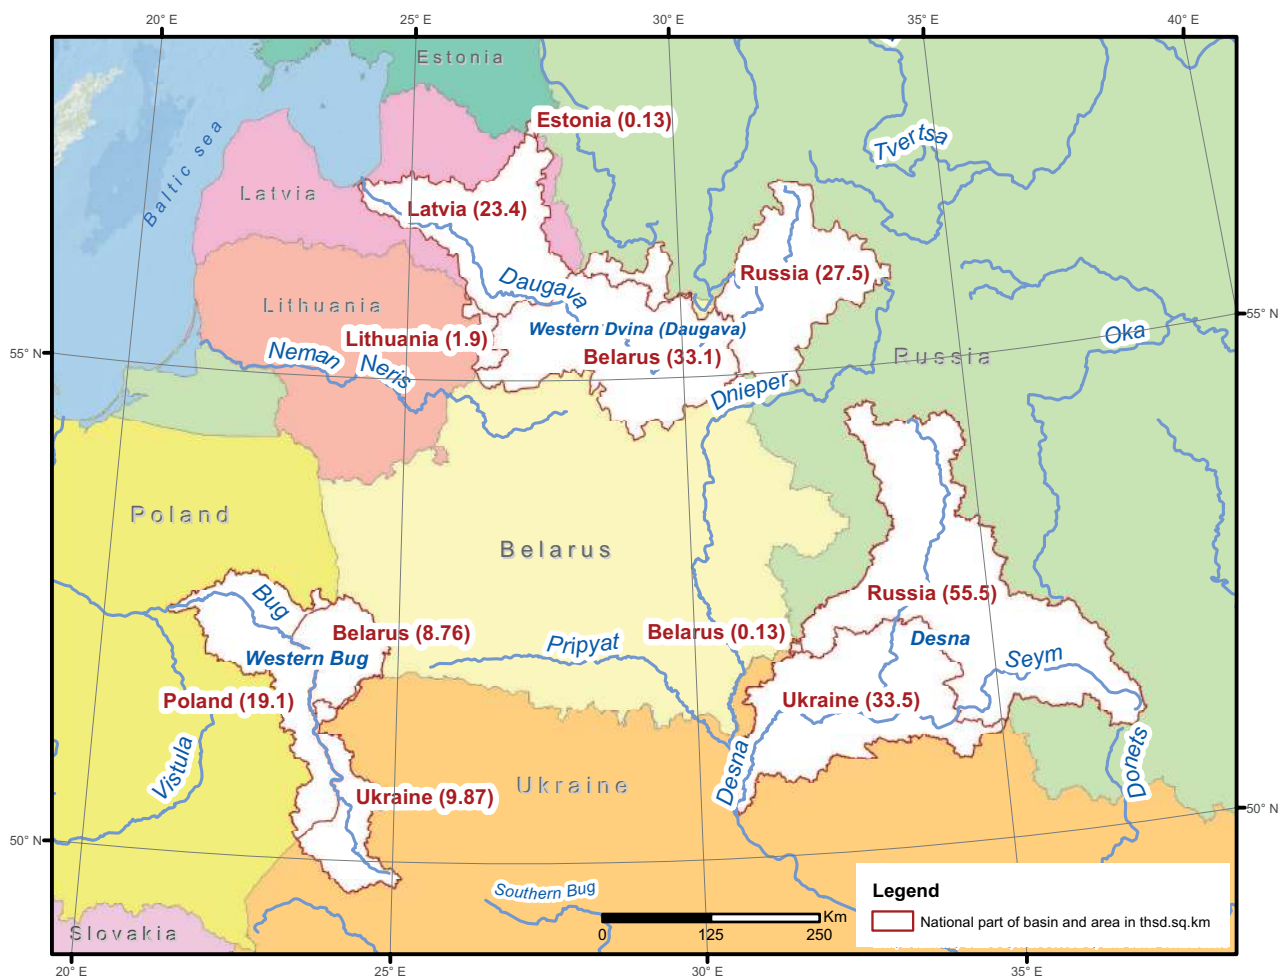 20° E
25° E
30° E
35° E
40° E
Estonia
Estonia (0.13)
Tvertsa
Baltic sea
Latvia
Latvia (23.4)
Russia (27.5)
Daugava
Lithuania
Western Dvina (Daugava)
55° N
Lithuania (1.9)
Oka
55° N
Neman
Neris
Belarus (33.1)
Russia
Dnieper
Poland
Belarus
Bug
Russia (55.5)
Belarus (8.76)
Pripyat
Belarus (0.13)
Desna
Western Bug
Seym
Poland (19.1)
Ukraine (33.5)
Vistula
Desna
Donets
Ukraine
Ukraine (9.87)
50° N
50° N
Southern Bug
Legend
National part of basin and area in thsd.sq.km
Km
0
125
250
Slovakia
20° E
25° E
30° E
35° E